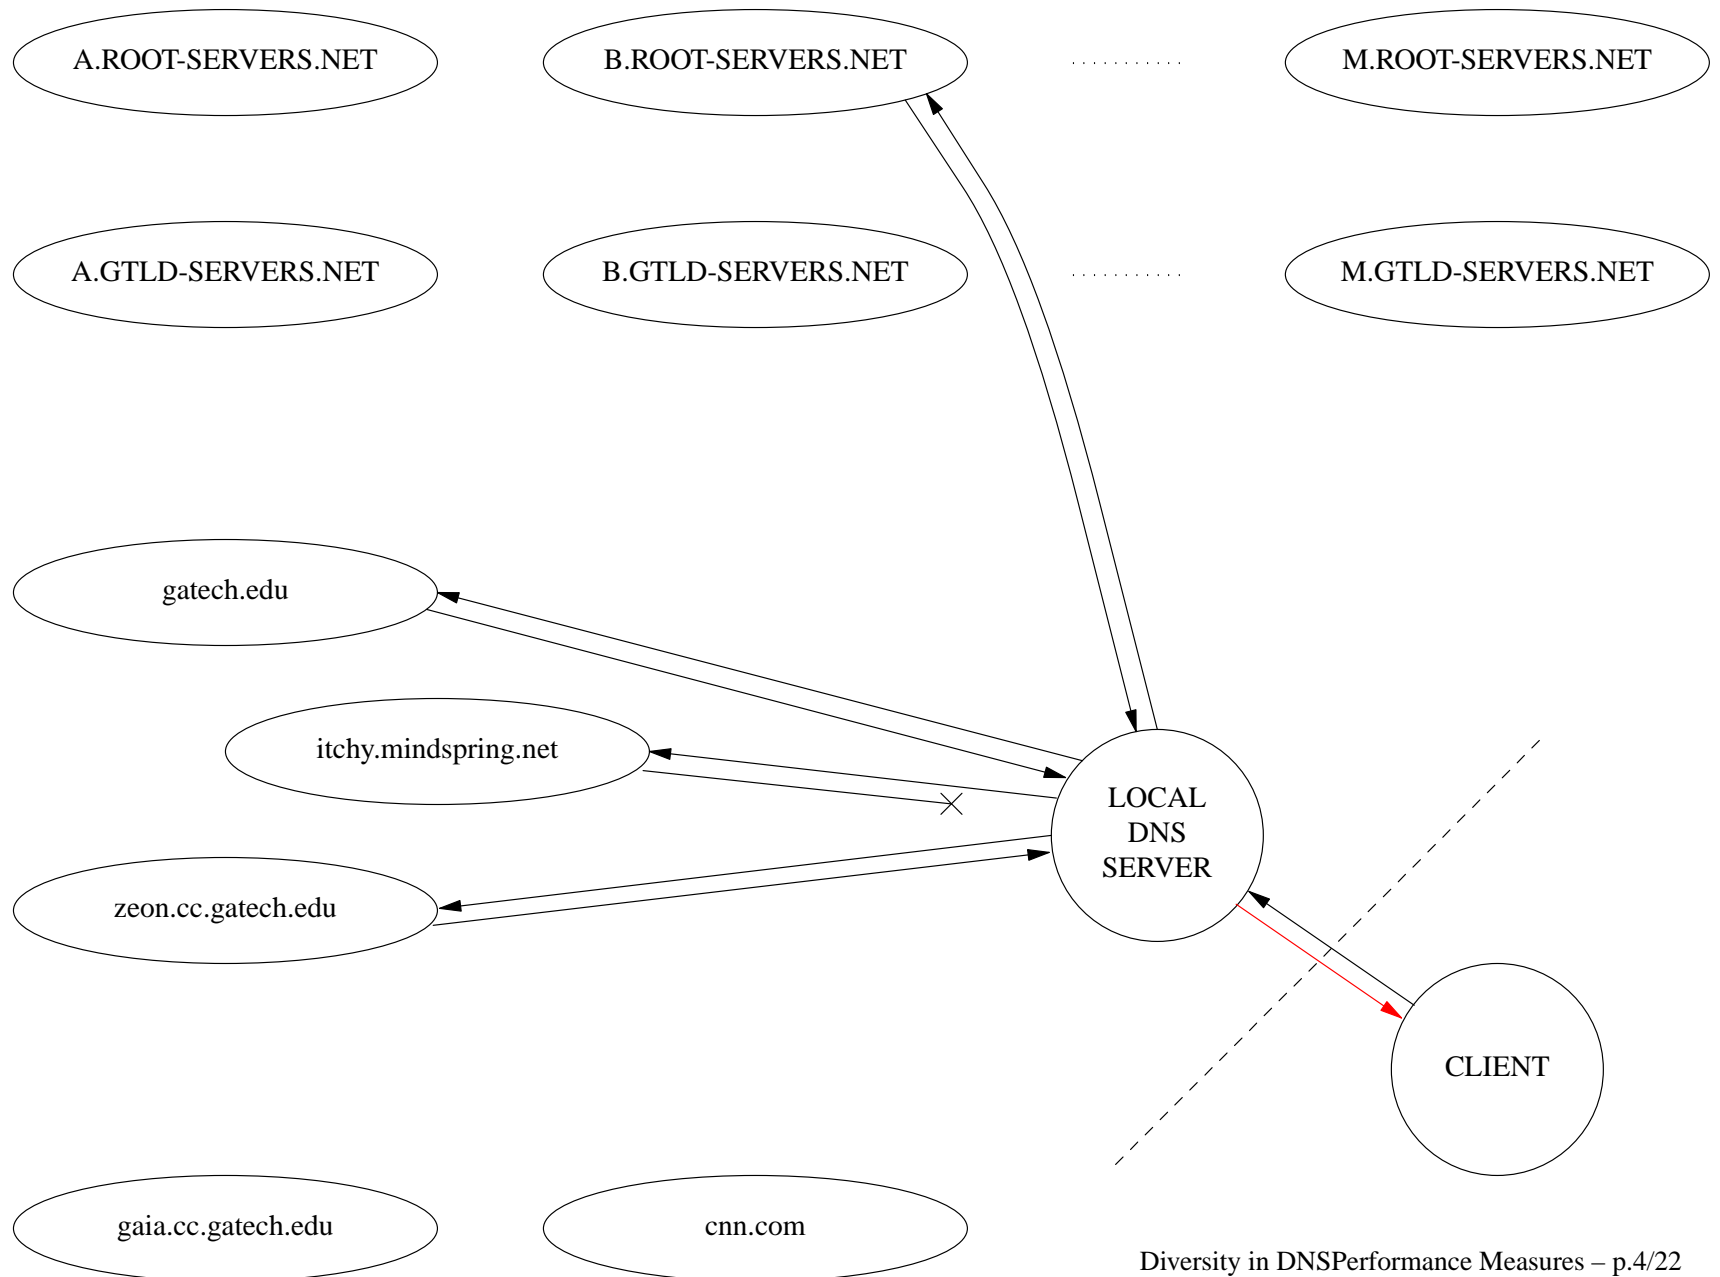 A.ROOT-SERVERS.NET
B.ROOT-SERVERS.NET
M.ROOT-SERVERS.NET
A.GTLD-SERVERS.NET
B.GTLD-SERVERS.NET
M.GTLD-SERVERS.NET
gatech.edu
itchy.mindspring.net
LOCAL
DNS
SERVER
zeon.cc.gatech.edu
CLIENT
gaia.cc.gatech.edu
cnn.com
Diversity in DNSPerformance Measures – p.4/22